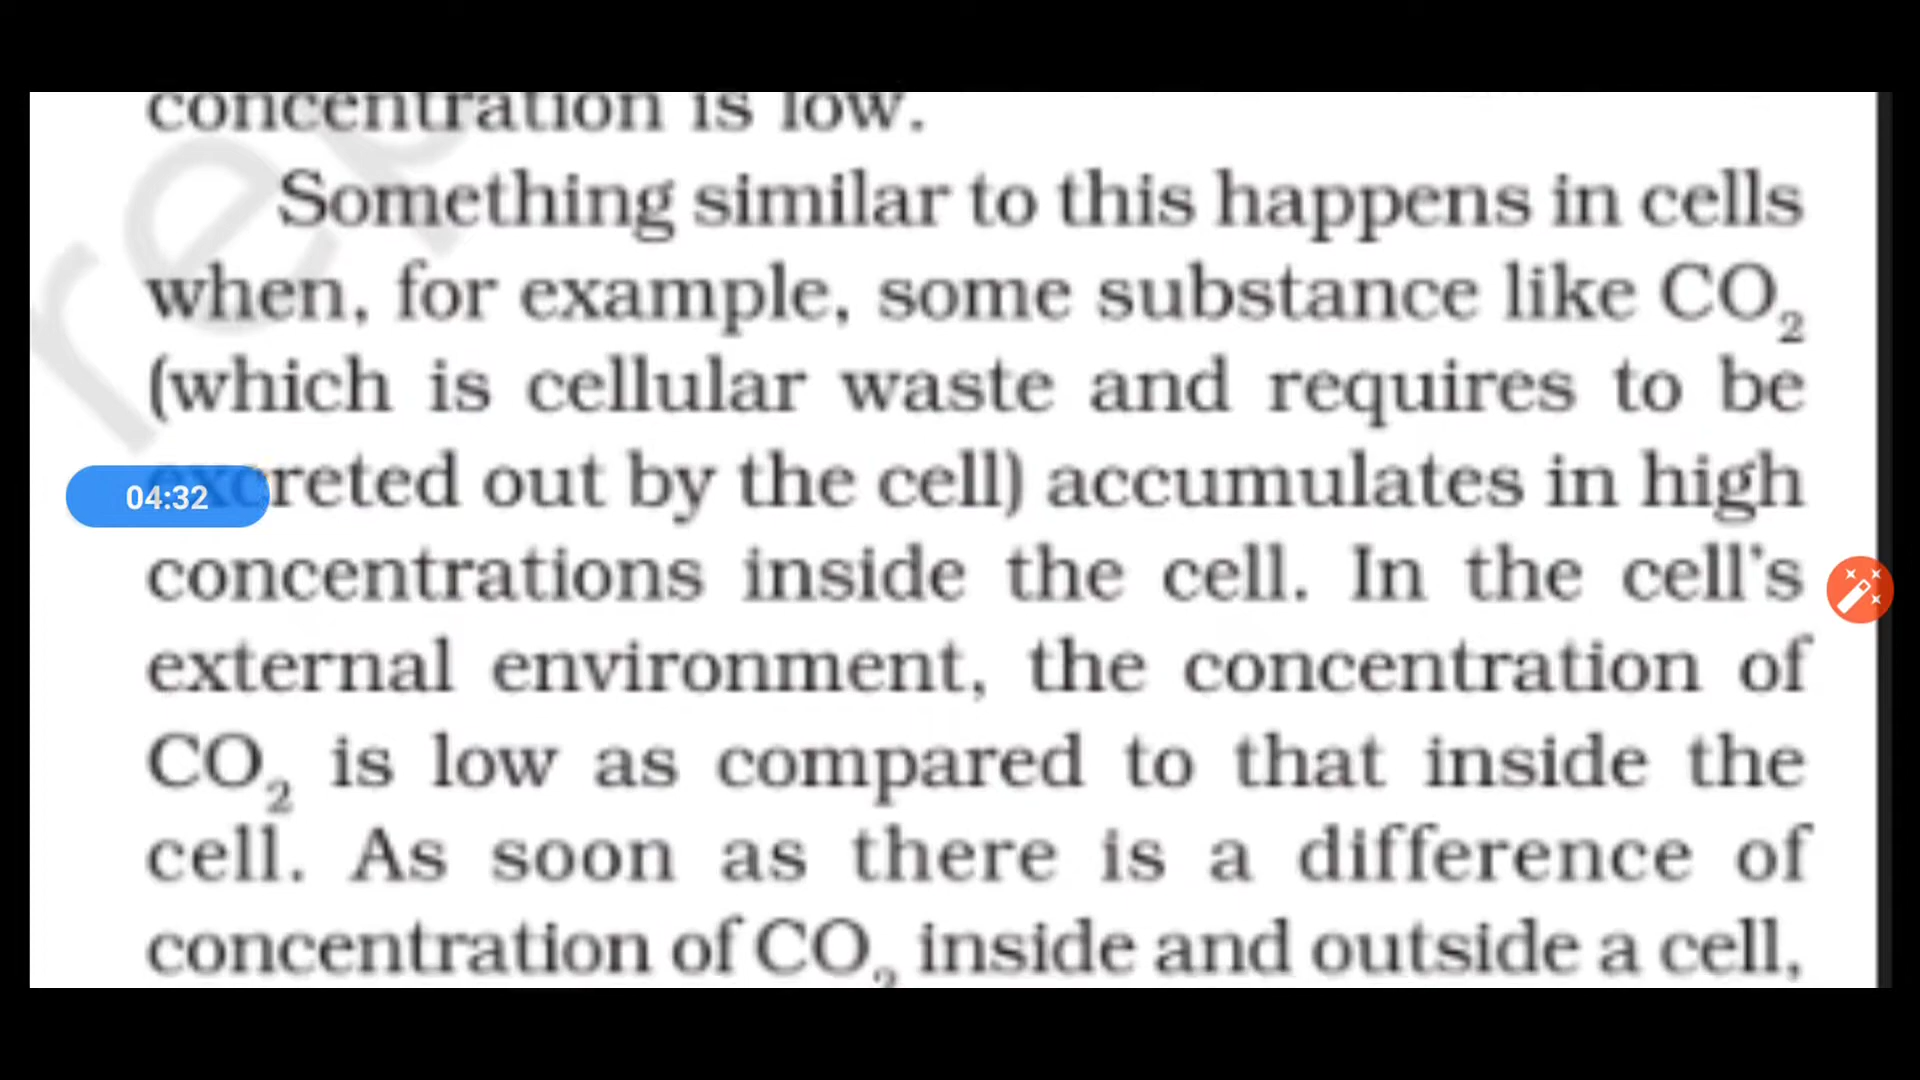 concentration is low.
Something similar to this happens in cells
when, for example, some substance like CO₂
(which is cellular waste and requires to be
excreted out by the cell) accumulates in high
04:32
concentrations inside the cell. In the cell's
external environment, the concentration of
CO₂ is low as compared to that inside the
cell. As soon as there is a difference of
concentration of CO₂ inside and outside a cell,